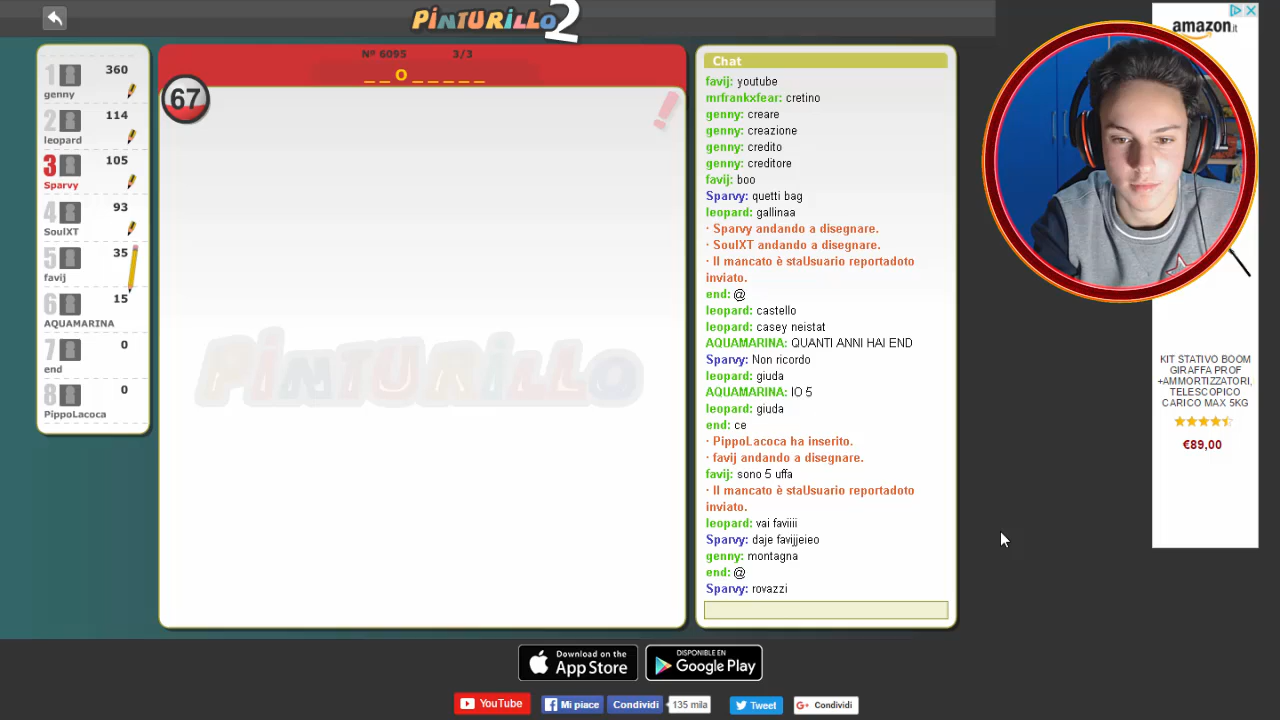 PiNTURiLLO 2
Nº 6095 3/3
_ _ O _ _ _ _ _
67
1 360
genny
2 114
leopard
3 105
Sparvy
4 93
SoulXT
5 35
favij
6 15
AQUAMARINA
7 0
end
8 0
PippoLacoca
PiNTURiLLO
Chat
favij: youtube
mrfrankxfear: cretino
genny: creare
genny: creazione
genny: credito
genny: creditore
favij: boo
Sparvy: quetti bag
leopard: gallinaa
· Sparvy andando a disegnare.
· SoulXT andando a disegnare.
· Il mancato è staUsuario reportadoto
inviato.
end: @
leopard: castello
leopard: casey neistat
AQUAMARINA: QUANTI ANNI HAI END
Sparvy: Non ricordo
leopard: giuda
AQUAMARINA: IO 5
leopard: giuda
end: ce
· PippoLacoca ha inserito.
· favij andando a disegnare.
favij: sono 5 uffa
· Il mancato è staUsuario reportadoto
inviato.
leopard: vai faviiii
Sparvy: daje favijjeieo
genny: montagna
end: @
Sparvy: rovazzi
amazon.it
KIT STATIVO BOOM
GIRAFFA PROF
+AMMORTIZZATORI,
TELESCOPICO
CARICO MAX 5KG
€89,00
Download on the
App Store
DISPONIBLE EN
Google Play
YouTube
Mi piace
Condividi
135 mila
Tweet
G+ Condividi